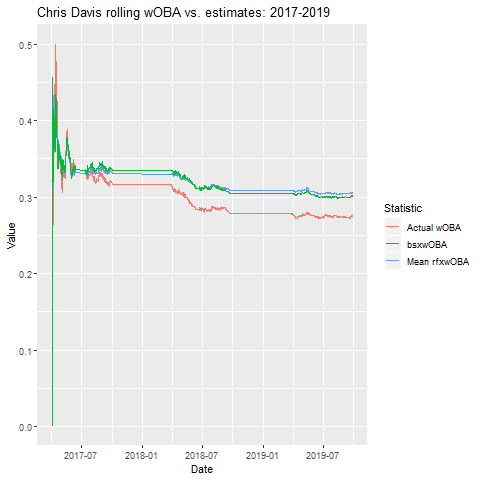 Chris Davis rolling wOBA vs. estimates: 2017-2019
0.5
0.4
0.3
0.2
0.1
0.0
Value
2017-07
2018-01
2018-07
2019-01
2019-07
Date
Statistic
Actual wOBA
bsxwOBA
Mean rfxwOBA